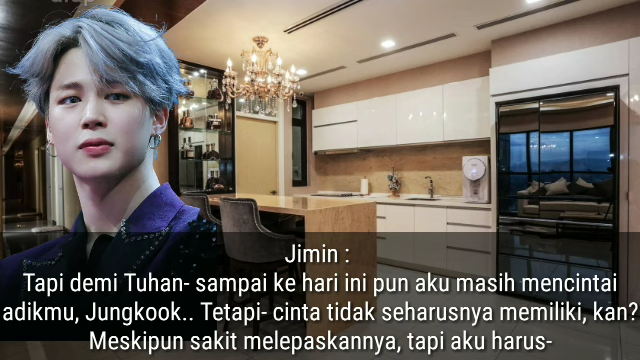 Jimin :
Tapi demi Tuhan- sampai ke hari ini pun aku masih mencintai
adikmu, Jungkook.. Tetapi- cinta tidak seharusnya memiliki, kan?
Meskipun sakit melepaskannya, tapi aku harus-